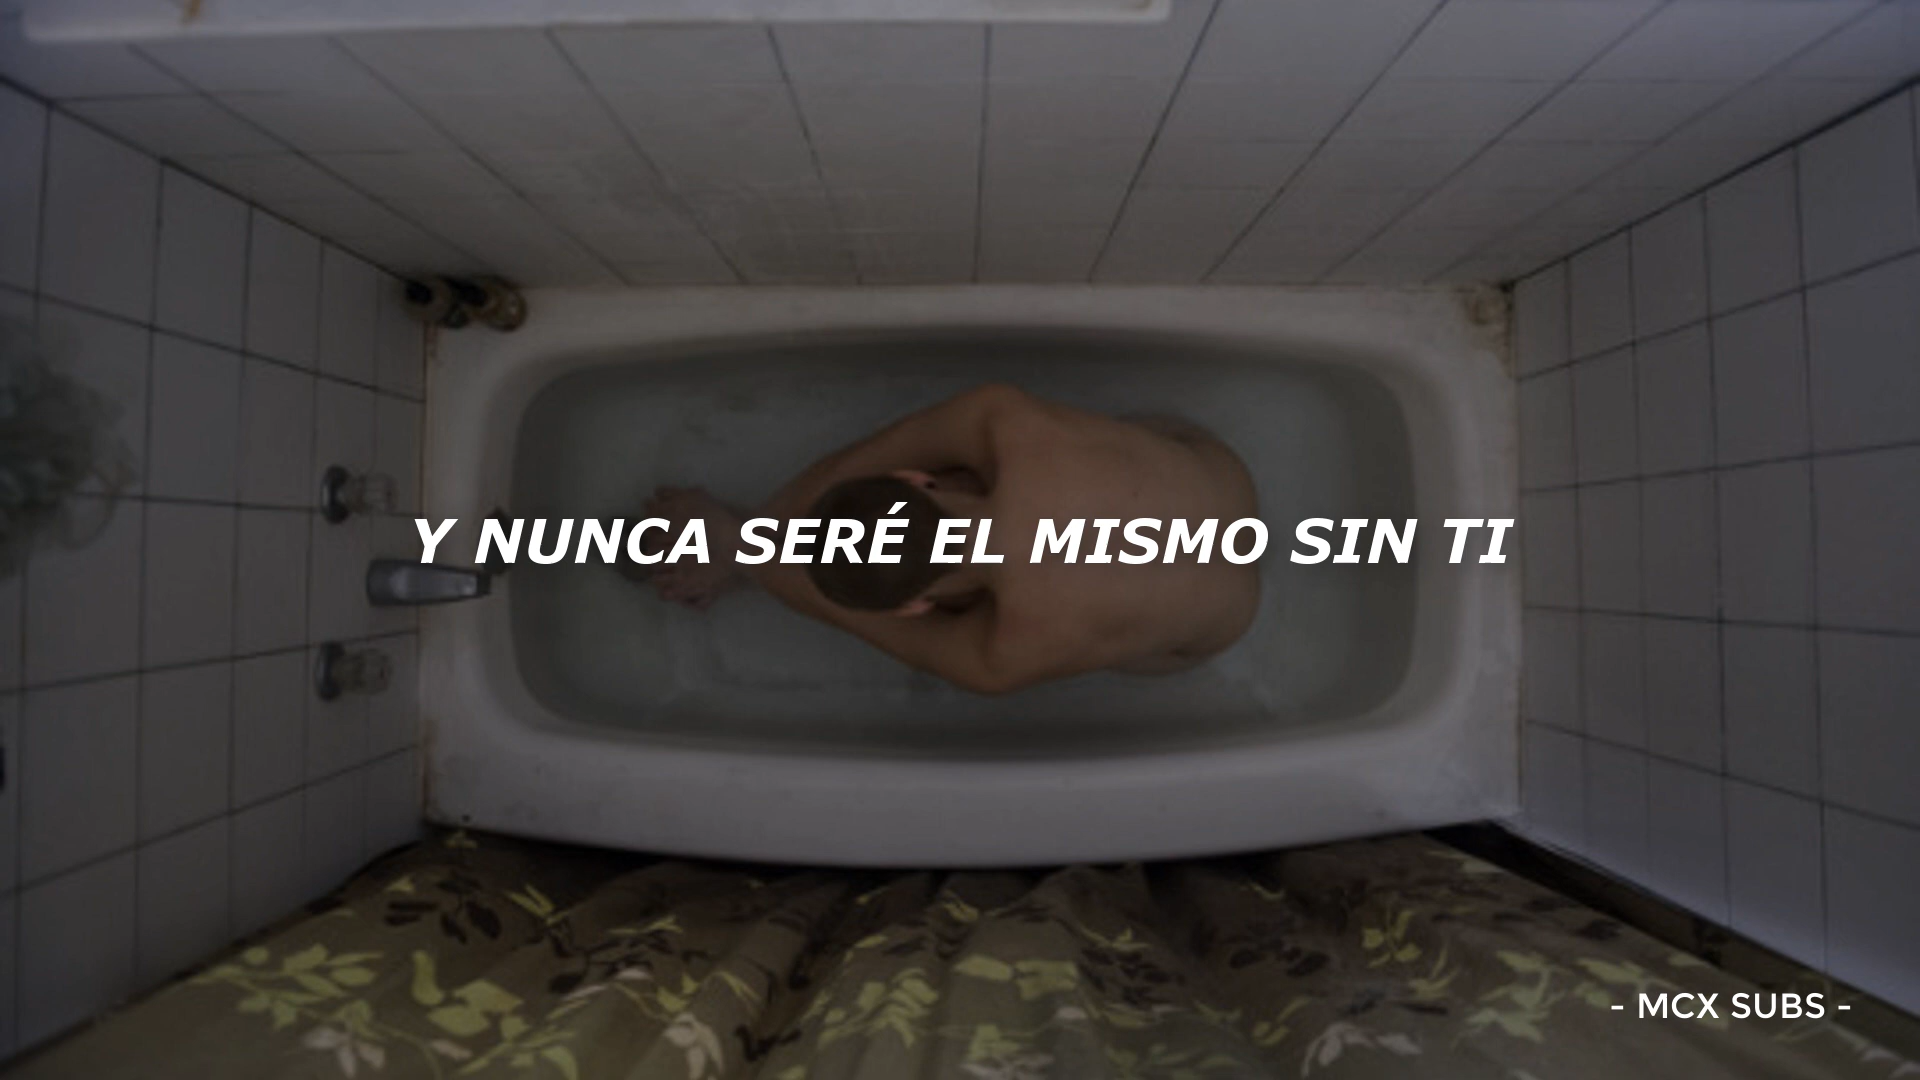 Y NUNCA SERÉ EL MISMO SIN TI
- MCX SUBS -